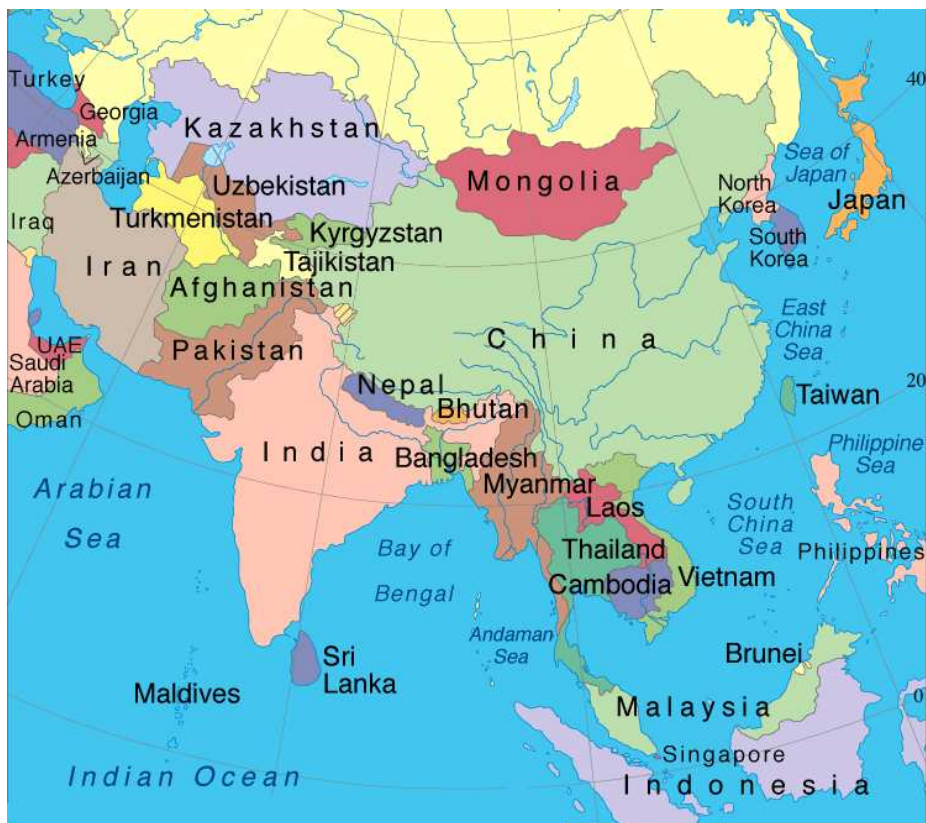 40
Turkey
Georgia
Kazakhstan
Armenia
Mongolia
Sea of
Japan
Azerbaijan
Uzbekistan
North
Korea
Japan
Iraq
Turkmenistan
Kyrgyzstan
South
Korea
Iran
Tajikistan
Afghanistan
East
China
Sea
China
UAE
Pakistan
Saudi
Arabia
Nepal
20
Taiwan
Oman
Bhutan
India
Bangladesh
Philippine
Sea
Arabian
Sea
Myanmar
Laos
South
China
Sea
Bay of
Bengal
Thailand
Philippines
Cambodia
Vietnam
Andaman
Sea
Sri
Lanka
Brunei
Maldives
Malaysia
0
Singapore
Indian Ocean
Indonesia